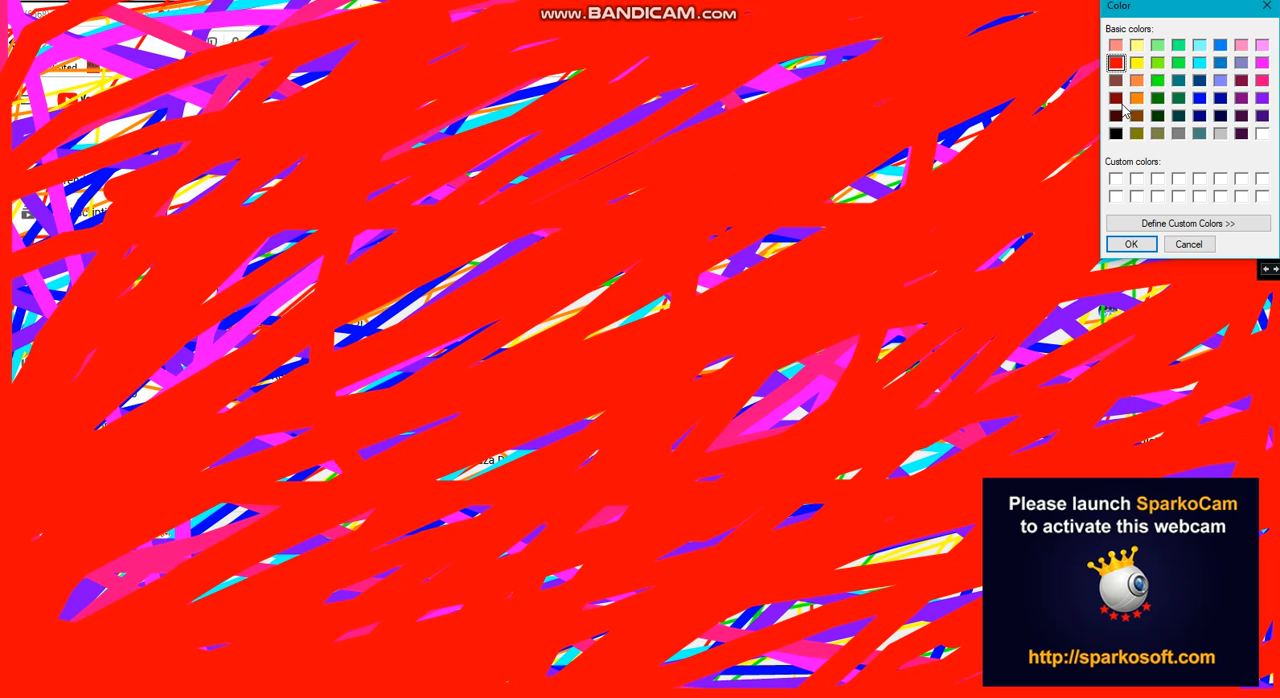 www.BANDICAM.com
Color
Basic colors:
Custom colors:
Define Custom Colors >>
OK
Cancel
Please launch SparkoCam
to activate this webcam
http://sparkosoft.com